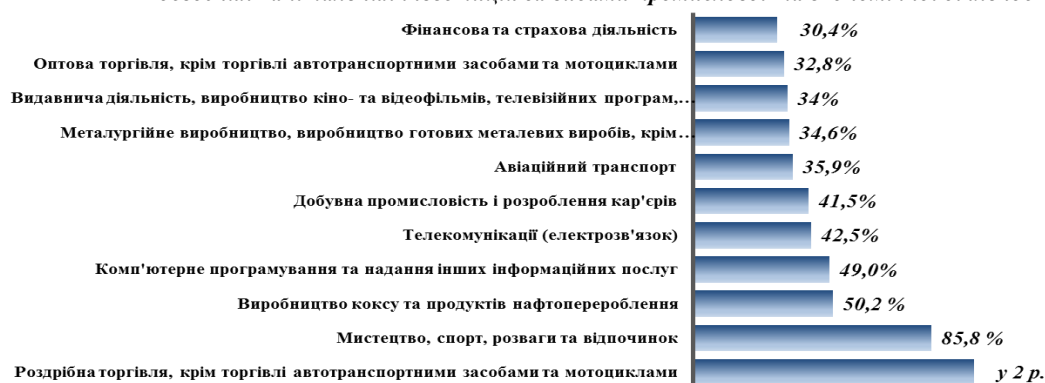 Фінансова та страхова діяльність 30,4%
Оптова торгівля, крім торгівлі автотранспортними засобами та мотоциклами 32,8%
Видавнича діяльність, виробництво кіно- та відеофільмів, телевізійних програм,… 34%
Металургійне виробництво, виробництво готових металевих виробів, крім… 34,6%
Авіаційний транспорт 35,9%
Добувна промисловість і розроблення кар'єрів 41,5%
Телекомунікації (електрозв'язок) 42,5%
Комп'ютерне програмування та надання інших інформаційних послуг 49,0%
Виробництво коксу та продуктів нафтоперероблення 50,2 %
Мистецтво, спорт, розваги та відпочинок 85,8 %
Роздрібна торгівля, крім торгівлі автотранспортними засобами та мотоциклами у 2 р.